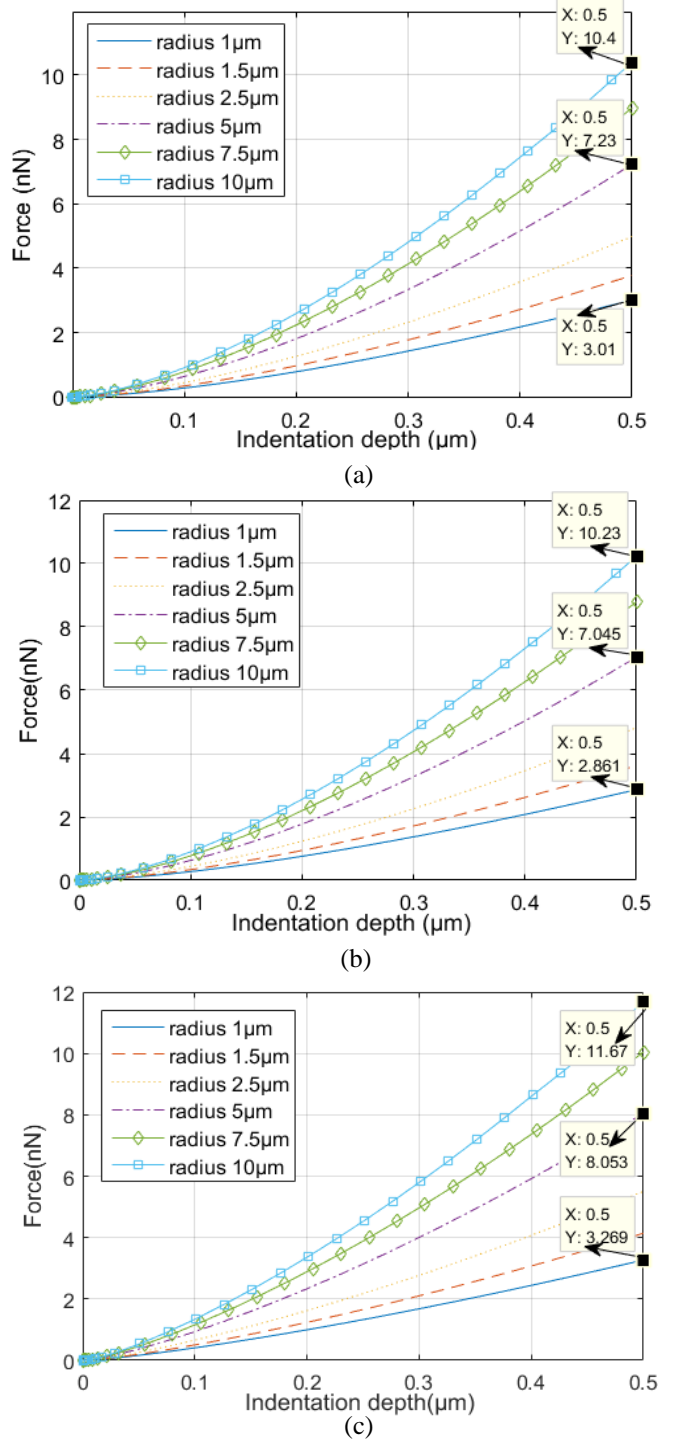 X: 0.5
Y: 10.4
radius 1µm
radius 1.5µm
radius 2.5µm
radius 5µm
radius 7.5µm
radius 10µm
X: 0.5
Y: 7.23
X: 0.5
Y: 3.01
10
8
6
4
2
0
Force (nN)
0.1
0.2
0.3
0.4
0.5
Indentation depth (µm)
(a)
X: 0.5
Y: 10.23
radius 1µm
radius 1.5µm
radius 2.5µm
radius 5µm
radius 7.5µm
radius 10µm
X: 0.5
Y: 7.045
X: 0.5
Y: 2.861
12
10
8
6
4
2
0
Force(nN)
0
0.1
0.2
0.3
0.4
0.5
Indentation depth (µm)
(b)
radius 1µm
radius 1.5µm
radius 2.5µm
radius 5µm
radius 7.5µm
radius 10µm
X: 0.5
Y: 11.67
X: 0.5
Y: 8.053
X: 0.5
Y: 3.269
12
10
8
6
4
2
0
Force(nN)
0
0.1
0.2
0.3
0.4
0.5
Indentation depth(µm)
(c)